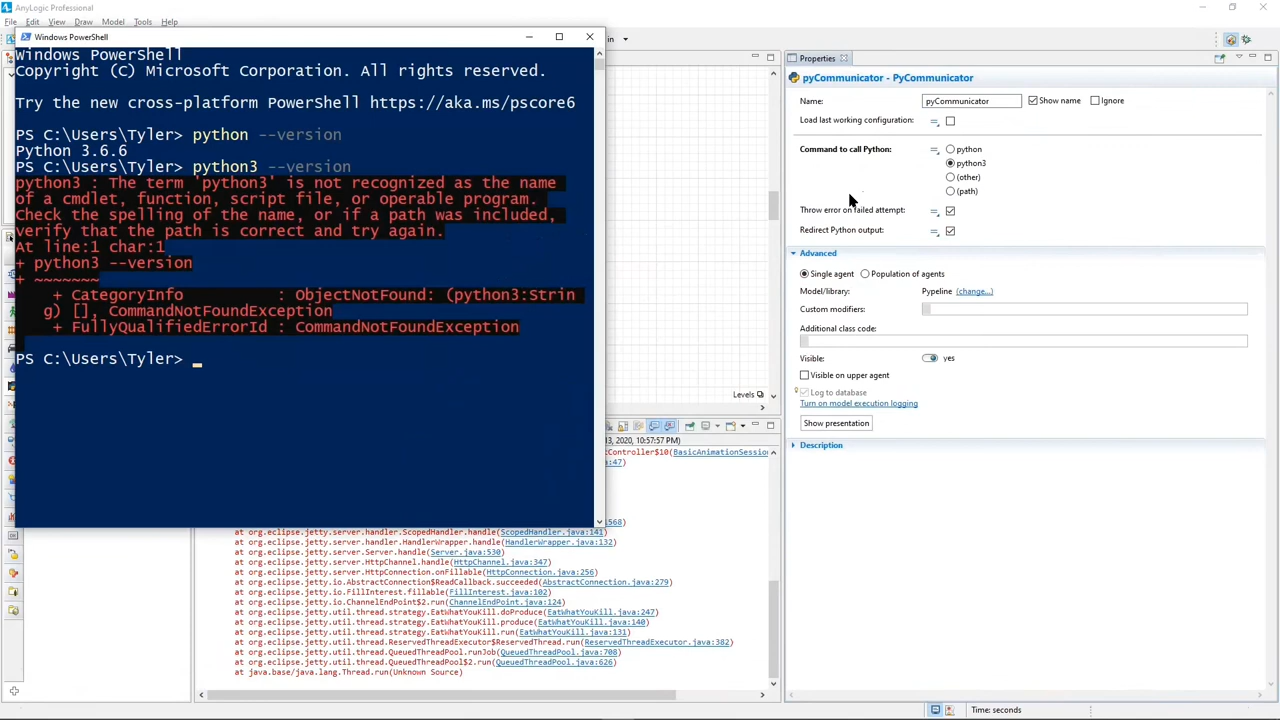 AnyLogic Professional
File Edit View Draw Model Tools Help
Windows PowerShell
Windows PowerShell
Copyright (C) Microsoft Corporation. All rights reserved.
Try the new cross-platform PowerShell https://aka.ms/pscore6
PS C:\Users\Tyler> python --version
Python 3.6.6
PS C:\Users\Tyler> python3 --version
python3 : The term 'python3' is not recognized as the name
of a cmdlet, function, script file, or operable program.
Check the spelling of the name, or if a path was included,
verify that the path is correct and try again.
At line:1 char:1
+ python3 --version
+ ~~~~~~~
+ CategoryInfo : ObjectNotFound: (python3:Strin
g) [], CommandNotFoundException
+ FullyQualifiedErrorId : CommandNotFoundException
PS C:\Users\Tyler>
in
Levels
13, 2020, 10:57:57 PM)
Controller$10(BasicAnimationSession
:47)
568)
at org.eclipse.jetty.server.handler.ScopedHandler.handle(ScopedHandler.java:141)
at org.eclipse.jetty.server.handler.HandlerWrapper.handle(HandlerWrapper.java:132)
at org.eclipse.jetty.server.Server.handle(Server.java:530)
at org.eclipse.jetty.server.HttpChannel.handle(HttpChannel.java:347)
at org.eclipse.jetty.server.HttpConnection.onFillable(HttpConnection.java:256)
at org.eclipse.jetty.io.AbstractConnection$ReadCallback.succeeded(AbstractConnection.java:279)
at org.eclipse.jetty.io.FillInterest.fillable(FillInterest.java:102)
at org.eclipse.jetty.io.ChannelEndPoint$2.run(ChannelEndPoint.java:124)
at org.eclipse.jetty.util.thread.strategy.EatWhatYouKill.doProduce(EatWhatYouKill.java:247)
at org.eclipse.jetty.util.thread.strategy.EatWhatYouKill.produce(EatWhatYouKill.java:140)
at org.eclipse.jetty.util.thread.strategy.EatWhatYouKill.run(EatWhatYouKill.java:131)
at org.eclipse.jetty.util.thread.ReservedThreadExecutor$ReservedThread.run(ReservedThreadExecutor.java:382)
at org.eclipse.jetty.util.thread.QueuedThreadPool.runJob(QueuedThreadPool.java:708)
at org.eclipse.jetty.util.thread.QueuedThreadPool$2.run(QueuedThreadPool.java:626)
at java.base/java.lang.Thread.run(Unknown Source)
Properties
pyCommunicator - PyCommunicator
Name: pyCommunicator Show name Ignore
Load last working configuration:
Command to call Python: python
python3
(other)
(path)
Throw error on failed attempt:
Redirect Python output:
Advanced
Single agent Population of agents
Model/library: Pypeline (change...)
Custom modifiers:
Additional class code:
Visible: yes
Visible on upper agent
Log to database
Turn on model execution logging
Show presentation
Description
Time: seconds